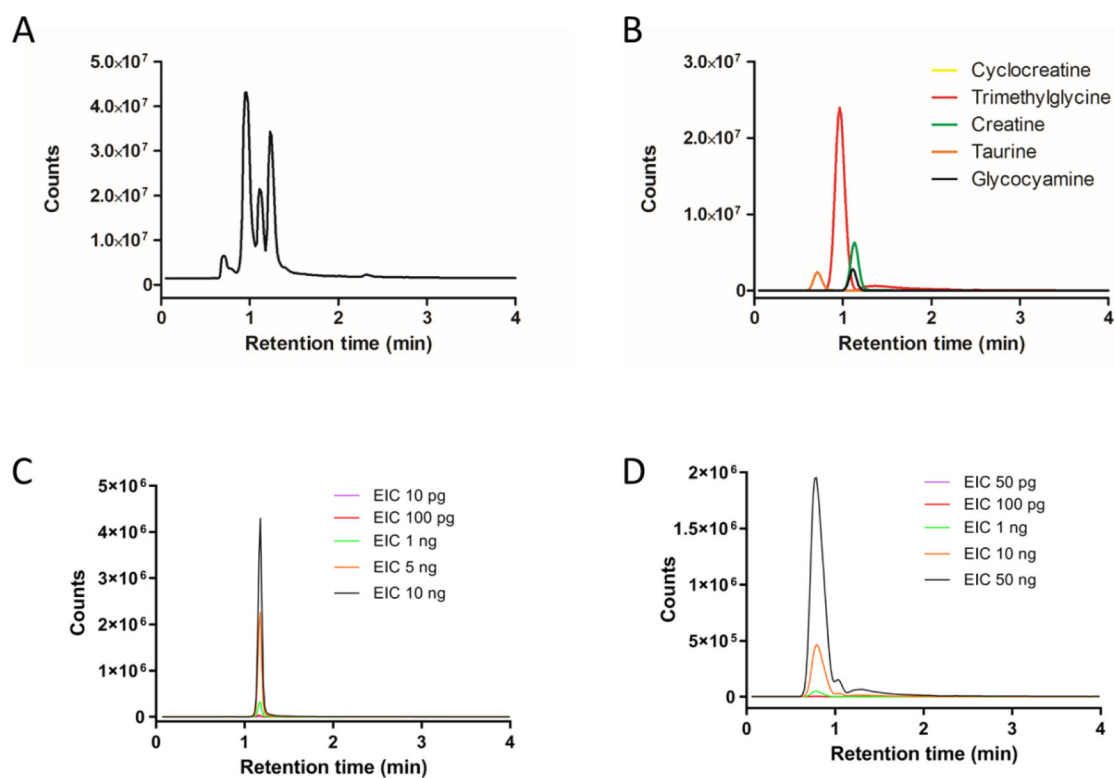 A
5.0×10⁷
4.0×10⁷
3.0×10⁷
2.0×10⁷
1.0×10⁷
0
Counts
0 1 2 3 4
Retention time (min)
B
3.0×10⁷
2.0×10⁷
1.0×10⁷
0
Counts
Cyclocreatine
Trimethylglycine
Creatine
Taurine
Glycocyamine
0 1 2 3 4
Retention time (min)
C
5×10⁶
4×10⁶
3×10⁶
2×10⁶
1×10⁶
0
Counts
EIC 10 pg
EIC 100 pg
EIC 1 ng
EIC 5 ng
EIC 10 ng
0 1 2 3 4
Retention time (min)
D
2×10⁶
1.5×10⁶
1×10⁶
5×10⁵
0
Counts
EIC 50 pg
EIC 100 pg
EIC 1 ng
EIC 10 ng
EIC 50 ng
0 1 2 3 4
Retention time (min)